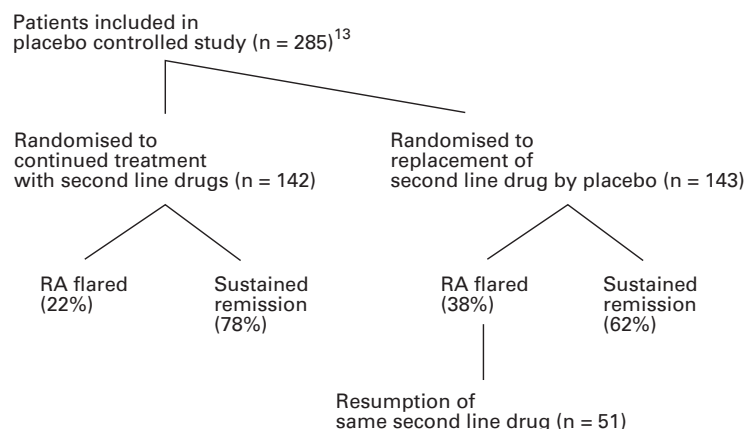 Patients included in
placebo controlled study (n = 285)13
Randomised to
continued treatment
with second line drugs (n = 142)
Randomised to
replacement of
second line drug by placebo (n = 143)
RA flared
(22%)
Sustained
remission
(78%)
RA flared
(38%)
Sustained
remission
(62%)
Resumption of
same second line drug (n = 51)